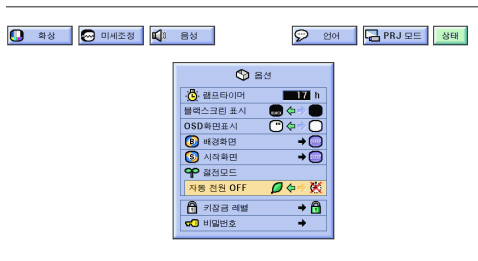 화상 미세조정 음성 언어 PRJ 모드 상태
옵션
램프타이머 17 h
블랙스크린 표시
OSD화면표시
배경화면
시작화면
절전모드
자동 전원 OFF
키잠금 레벨
비밀번호